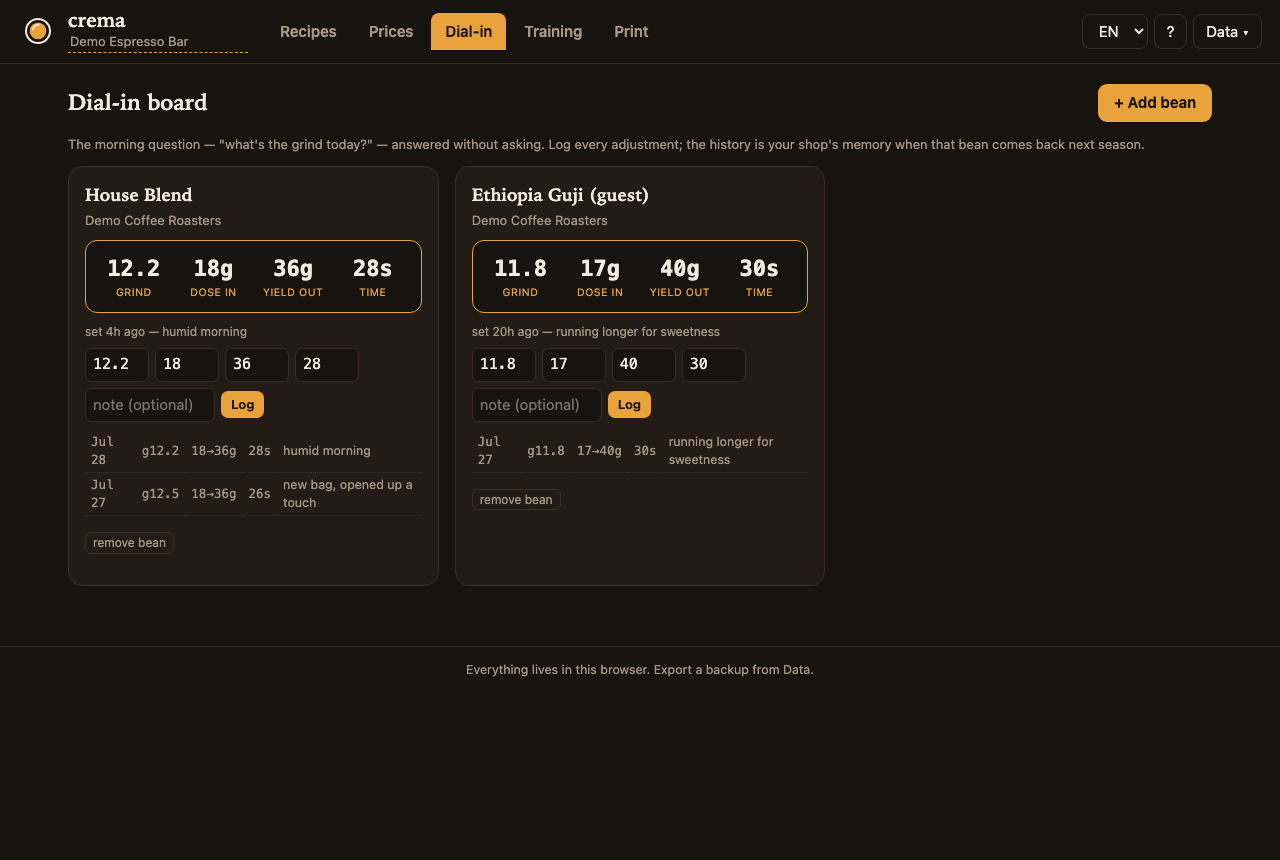 crema
Demo Espresso Bar
Recipes Prices Dial-in Training Print
EN ? Data ▾
Dial-in board
+ Add bean
The morning question — "what's the grind today?" — answered without asking. Log every adjustment; the history is your shop's memory when that bean comes back next season.
House Blend
Demo Coffee Roasters
12.2 18g 36g 28s
GRIND DOSE IN YIELD OUT TIME
set 4h ago — humid morning
12.2 18 36 28
note (optional) Log
Jul 28 g12.2 18→36g 28s humid morning
Jul 27 g12.5 18→36g 26s new bag, opened up a touch
remove bean
Ethiopia Guji (guest)
Demo Coffee Roasters
11.8 17g 40g 30s
GRIND DOSE IN YIELD OUT TIME
set 20h ago — running longer for sweetness
11.8 17 40 30
note (optional) Log
Jul 27 g11.8 17→40g 30s running longer for sweetness
remove bean
Everything lives in this browser. Export a backup from Data.